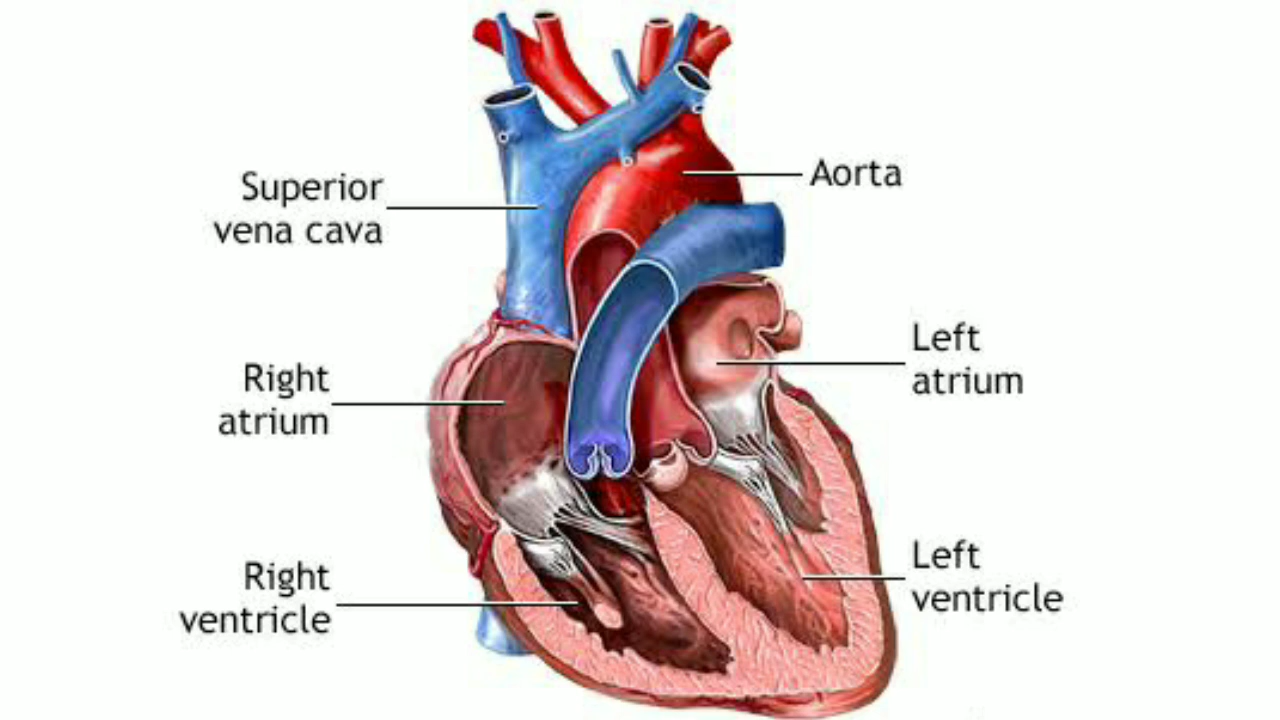 Superior
vena cava
Aorta
Right
atrium
Left
atrium
Right
ventricle
Left
ventricle